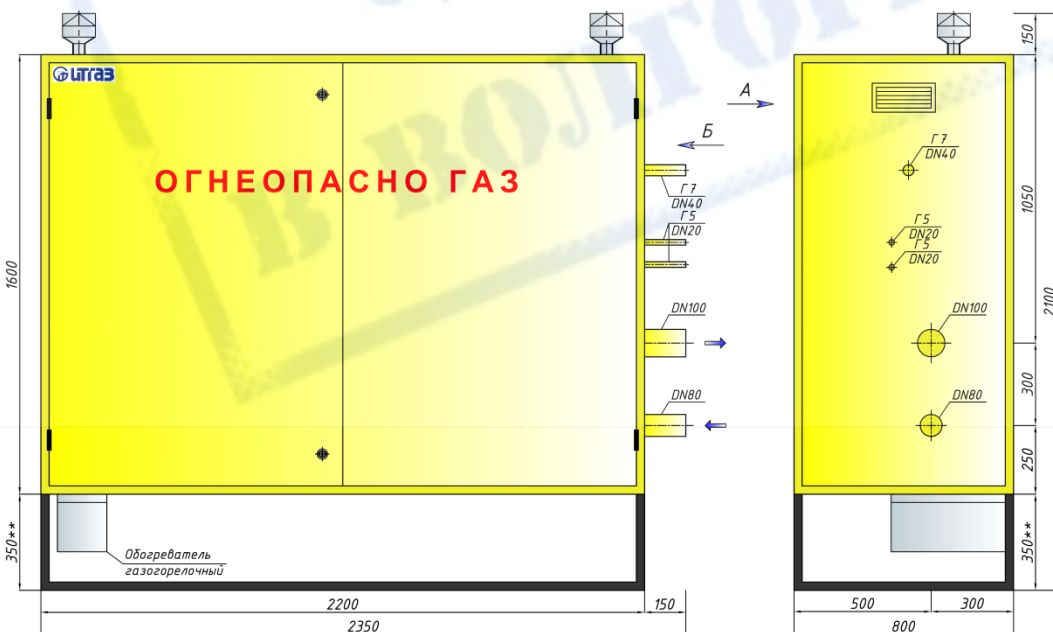 ИТГАЗ
ОГНЕОПАСНО ГАЗ
А
Б
Г7
DN40
Г5
DN20
DN100
DN80
Обогреватель
газогорелочный
1600
350**
2200
150
2350
Г7
DN40
Г5
DN20
Г5
DN20
DN100
DN80
150
1050
2100
300
250
350**
500
300
800